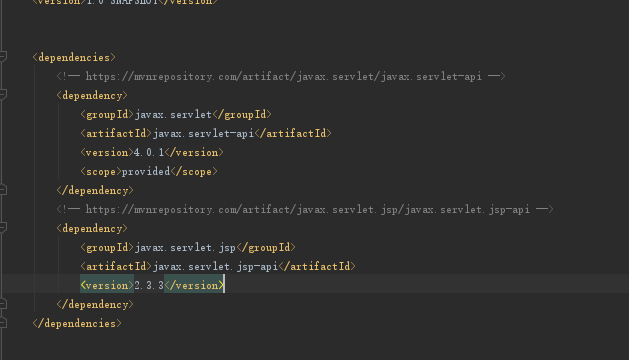 <version>1.0-SNAPSHOT</version>
<dependencies>
<!-- https://mvnrepository.com/artifact/javax.servlet/javax.servlet-api -->
<dependency>
<groupId>javax.servlet</groupId>
<artifactId>javax.servlet-api</artifactId>
<version>4.0.1</version>
<scope>provided</scope>
</dependency>
<!-- https://mvnrepository.com/artifact/javax.servlet.jsp/javax.servlet.jsp-api -->
<dependency>
<groupId>javax.servlet.jsp</groupId>
<artifactId>javax.servlet.jsp-api</artifactId>
<version>2.3.3</version>
</dependency>
</dependencies>